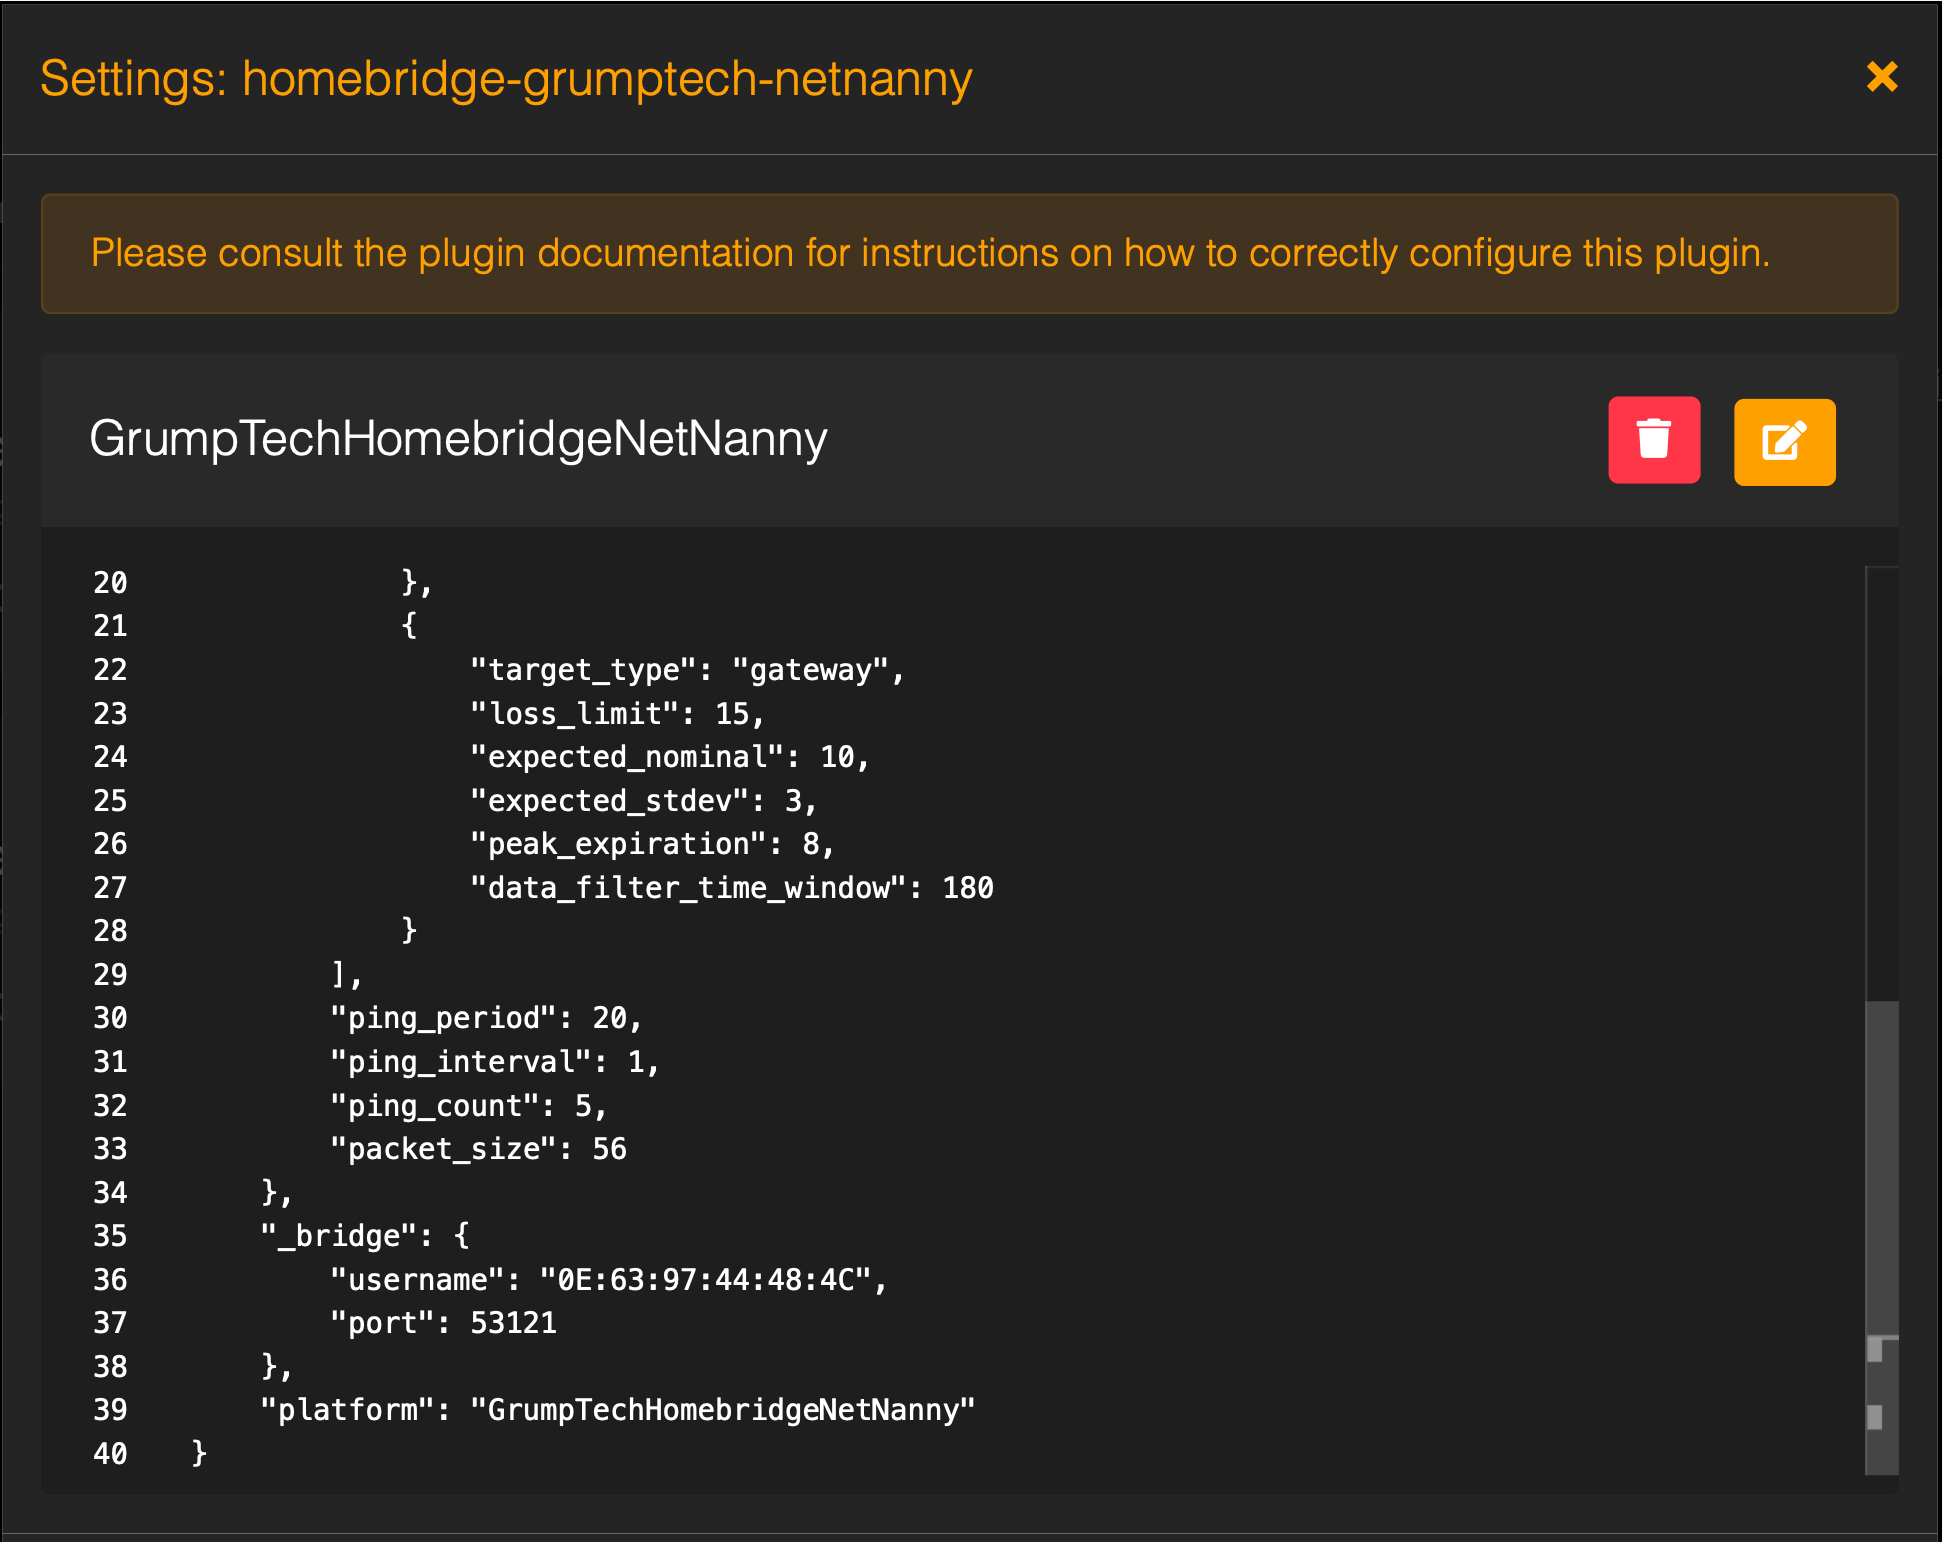 Settings: homebridge-grumptech-netnanny
Please consult the plugin documentation for instructions on how to correctly configure this plugin.
GrumpTechHomebridgeNetNanny
20                },
21                {
22                    "target_type": "gateway",
23                    "loss_limit": 15,
24                    "expected_nominal": 10,
25                    "expected_stdev": 3,
26                    "peak_expiration": 8,
27                    "data_filter_time_window": 180
28                }
29            ],
30            "ping_period": 20,
31            "ping_interval": 1,
32            "ping_count": 5,
33            "packet_size": 56
34        },
35        "_bridge": {
36            "username": "0E:63:97:44:48:4C",
37            "port": 53121
38        },
39        "platform": "GrumpTechHomebridgeNetNanny"
40    }